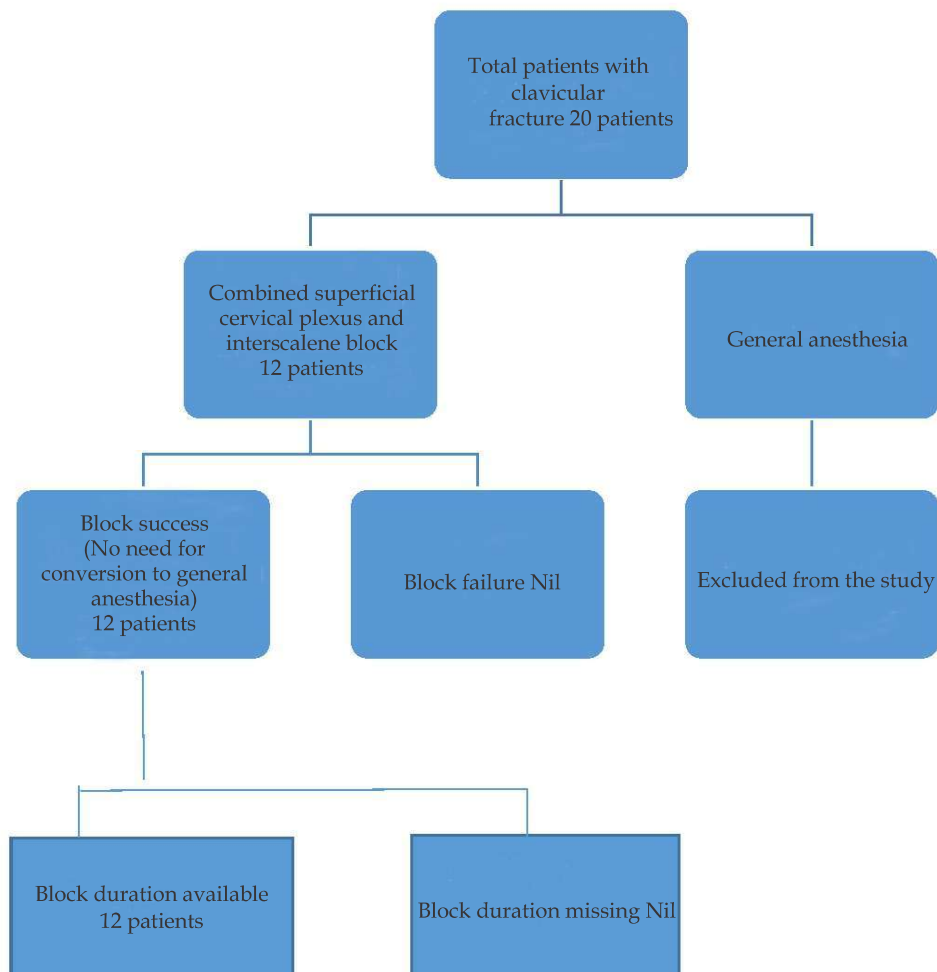 Total patients with
clavicular
fracture 20 patients
Combined superficial
cervical plexus and
interscalene block
12 patients
General anesthesia
Block success
(No need for
conversion to general
anesthesia)
12 patients
Block failure Nil
Excluded from the study
Block duration available
12 patients
Block duration missing Nil